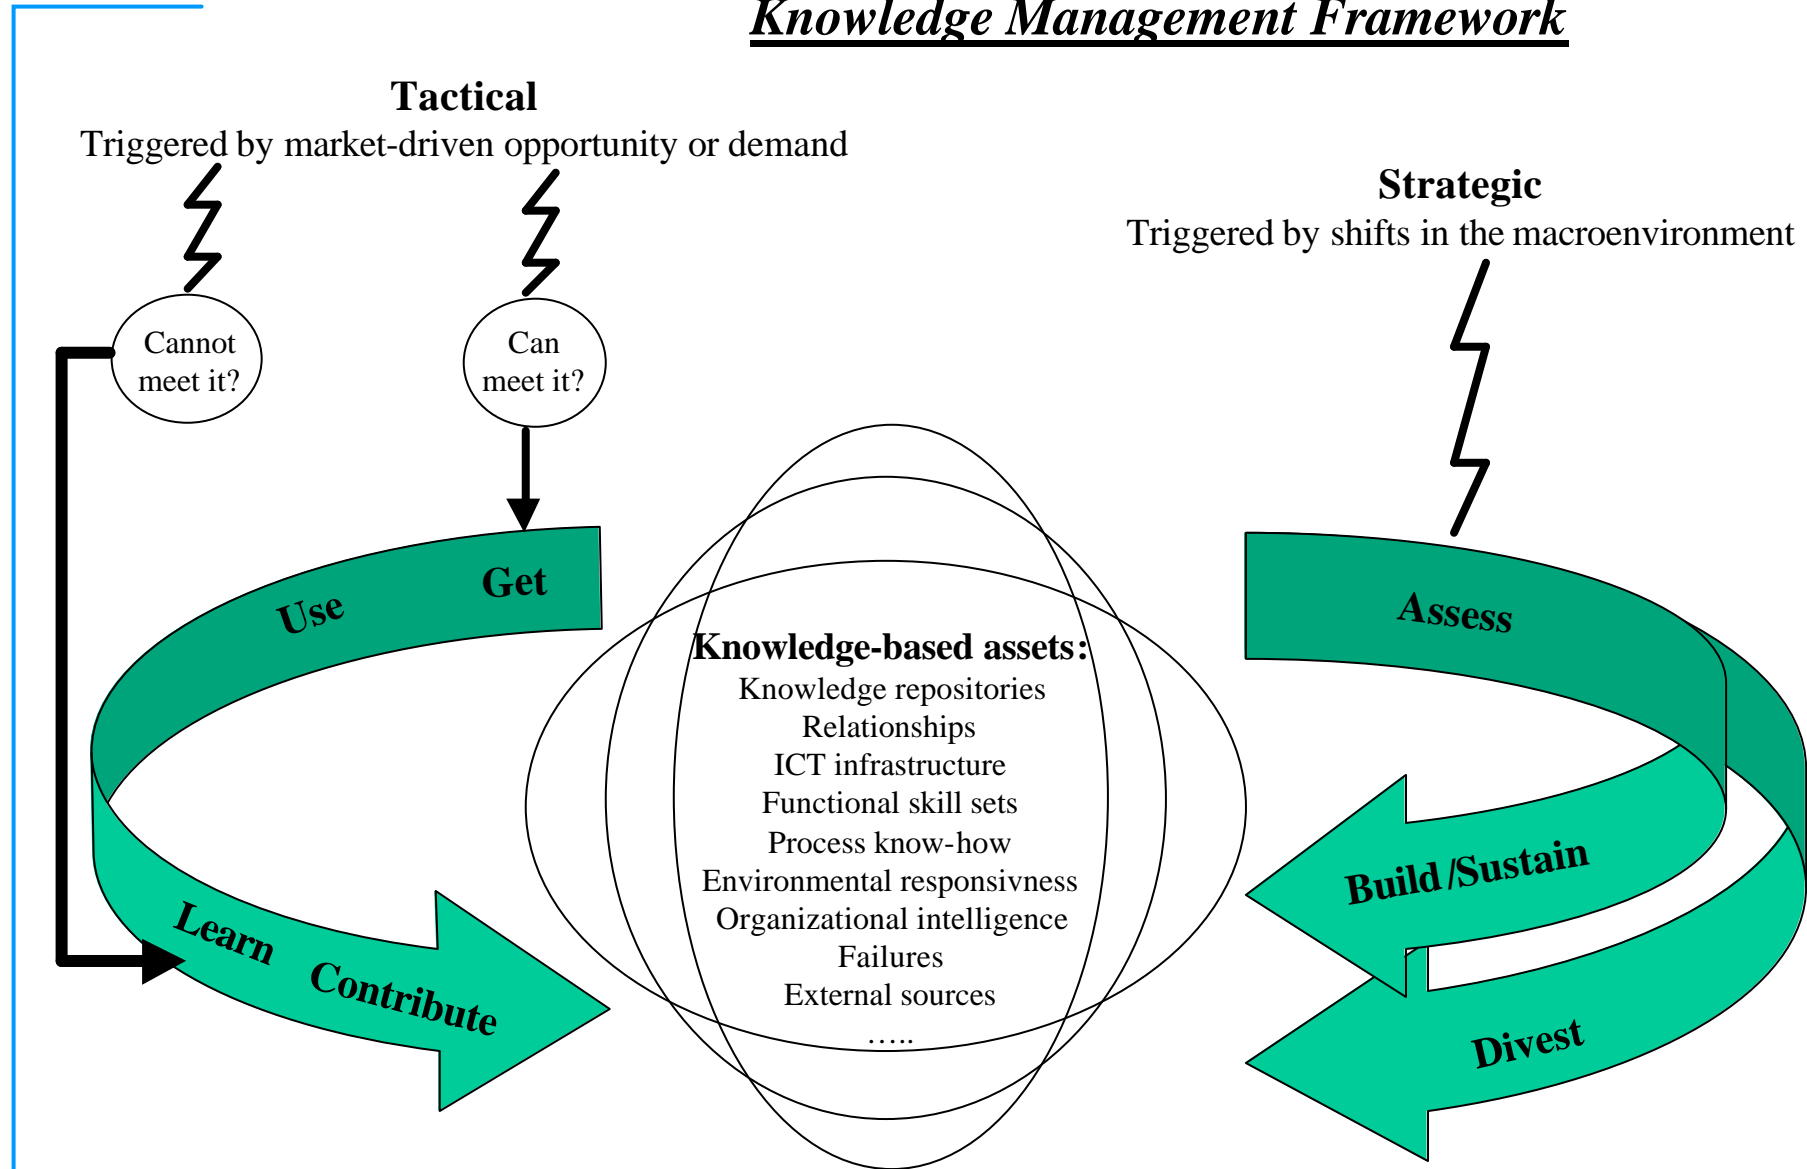 Knowledge Management Framework
Tactical
Triggered by market-driven opportunity or demand
Strategic
Triggered by shifts in the macroenvironment
Cannot
meet it?
Can
meet it?
Get
Use
Learn
Contribute
Knowledge-based assets:
Knowledge repositories
Relationships
ICT infrastructure
Functional skill sets
Process know-how
Environmental responsivness
Organizational intelligence
Failures
External sources
…..
Assess
Build/Sustain
Divest